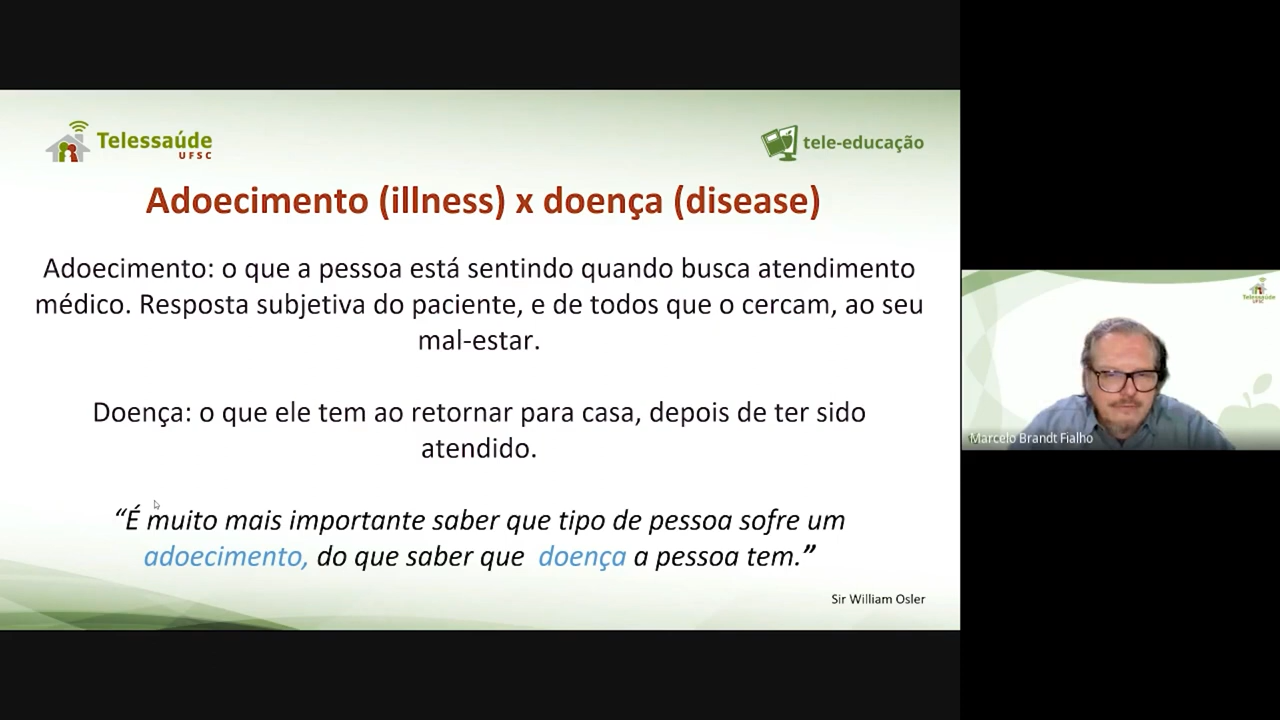 Telessaúde
UFSC
tele-educação
Adoecimento (illness) x doença (disease)
Adoecimento: o que a pessoa está sentindo quando busca atendimento
médico. Resposta subjetiva do paciente, e de todos que o cercam, ao seu
mal-estar.
Doença: o que ele tem ao retornar para casa, depois de ter sido
atendido.
“É muito mais importante saber que tipo de pessoa sofre um
adoecimento, do que saber que doença a pessoa tem.”
Sir William Osler
Telessaúde
UFSC
Marcelo Brandt Fialho